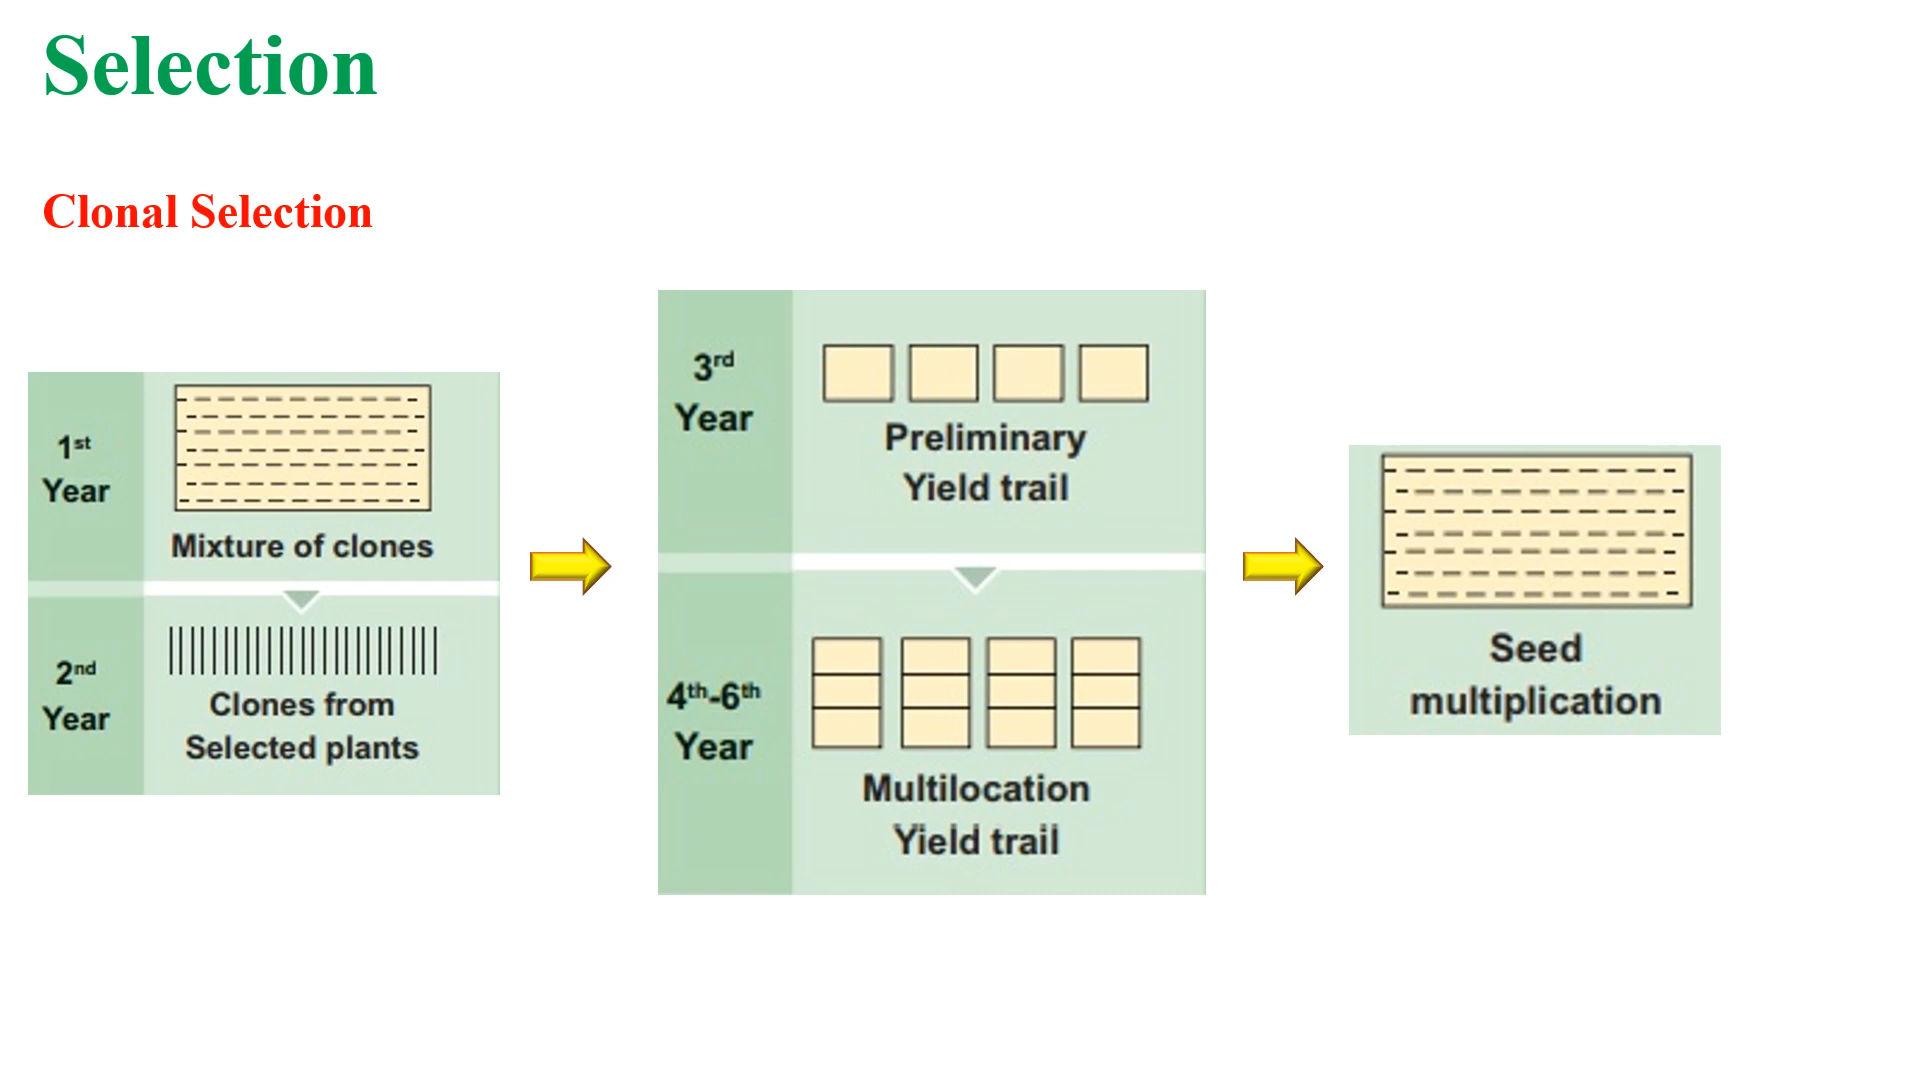 Selection
Clonal Selection
1st
Year
Mixture of clones
2nd
Year
Clones from
Selected plants
3rd
Year
Preliminary
Yield trail
4th-6th
Year
Multilocation
Yield trail
Seed
multiplication